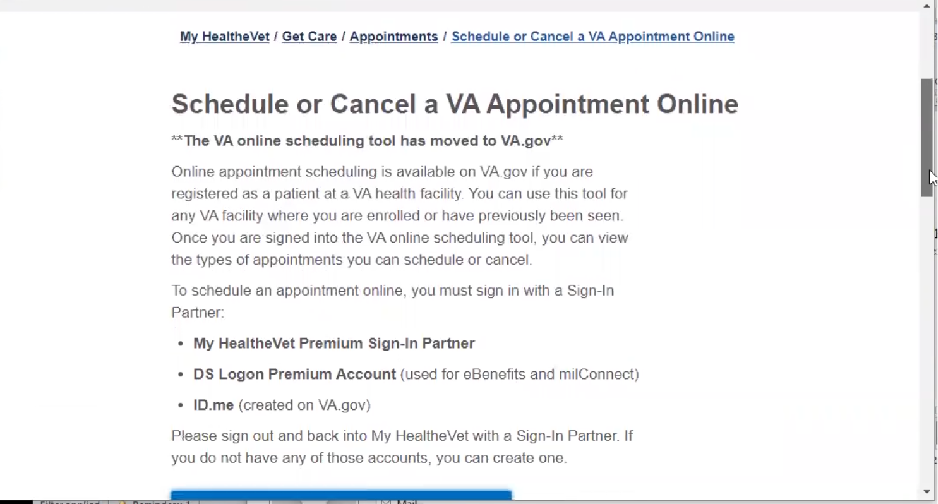 My HealtheVet / Get Care / Appointments / Schedule or Cancel a VA Appointment Online
Schedule or Cancel a VA Appointment Online
**The VA online scheduling tool has moved to VA.gov**
Online appointment scheduling is available on VA.gov if you are
registered as a patient at a VA health facility. You can use this tool for
any VA facility where you are enrolled or have previously been seen.
Once you are signed into the VA online scheduling tool, you can view
the types of appointments you can schedule or cancel.
To schedule an appointment online, you must sign in with a Sign-In
Partner:
• My HealtheVet Premium Sign-In Partner
• DS Logon Premium Account (used for eBenefits and milConnect)
• ID.me (created on VA.gov)
Please sign out and back into My HealtheVet with a Sign-In Partner. If
you do not have any of those accounts, you can create one.